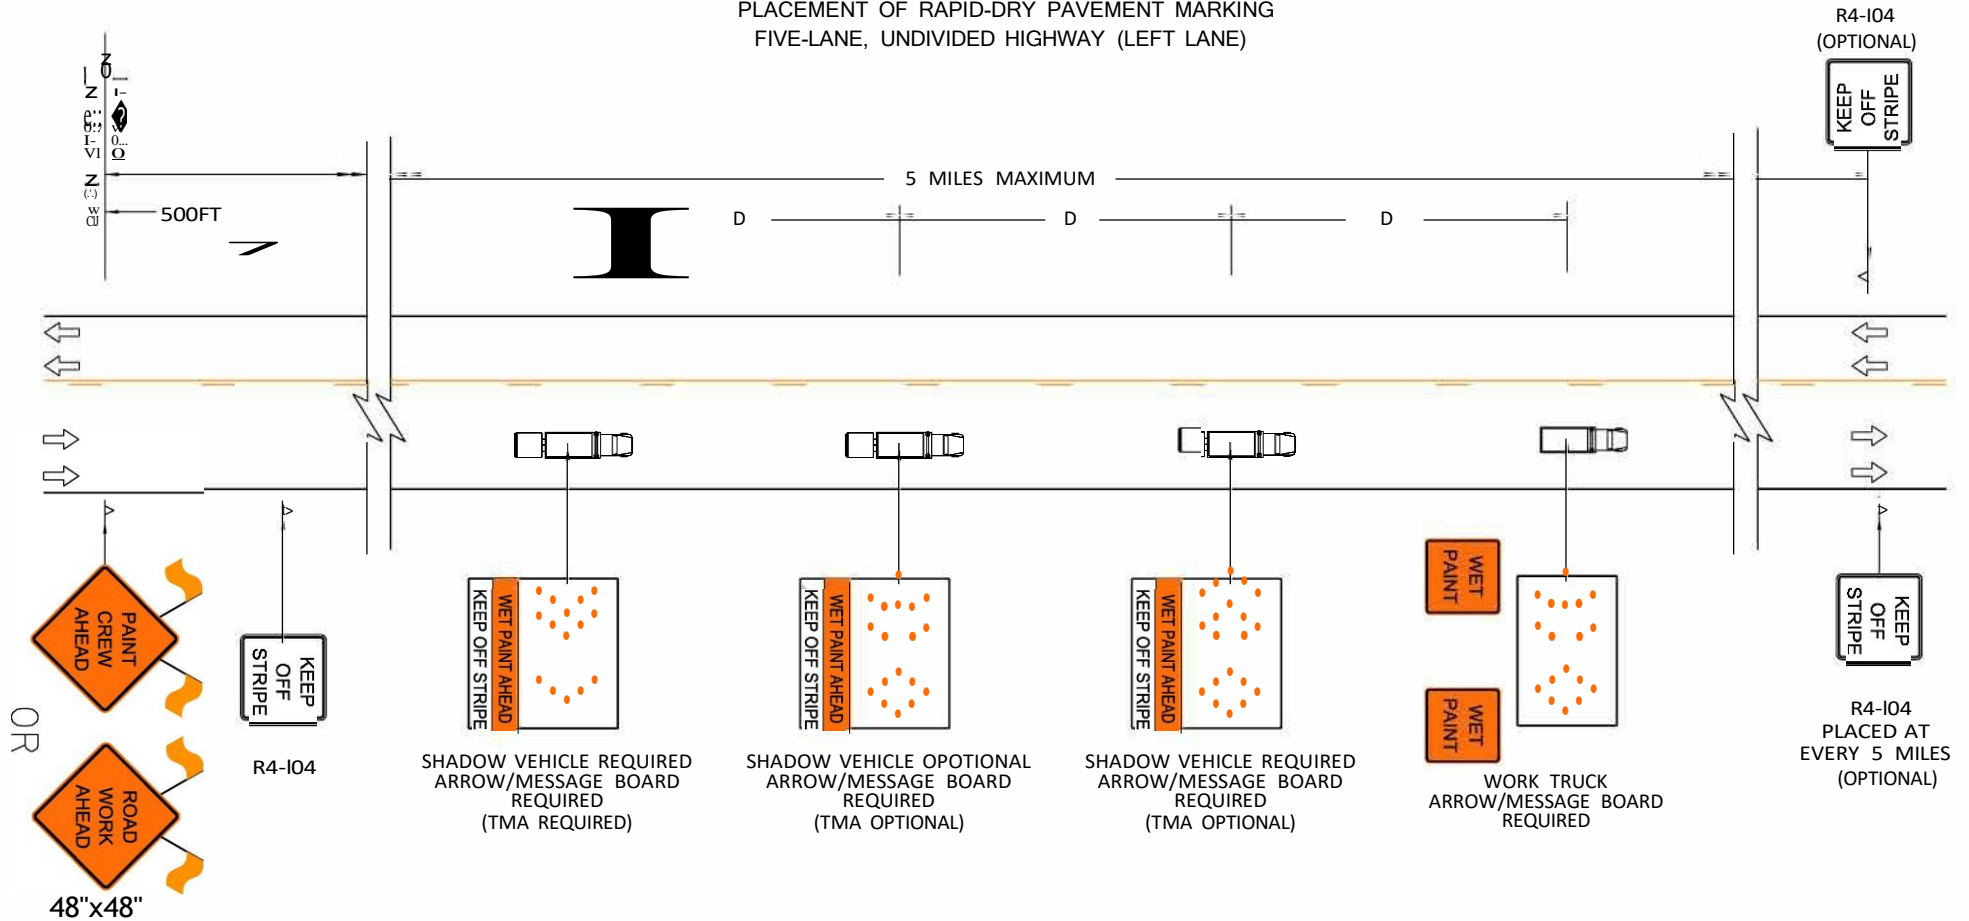 PLACEMENT OF RAPID-DRY PAVEMENT MARKING
FIVE-LANE, UNDIVIDED HIGHWAY (LEFT LANE)
R4-I04
(OPTIONAL)
KEEP
OFF
STRIPE
5 MILES MAXIMUM
500FT
D
D
D
PAINT
CREW
AHEAD
OR
ROAD
WORK
AHEAD
48"x48"
KEEP
OFF
STRIPE
R4-I04
WET PAINT AHEAD
KEEP OFF STRIPE
SHADOW VEHICLE REQUIRED
ARROW/MESSAGE BOARD
REQUIRED
(TMA REQUIRED)
WET PAINT AHEAD
KEEP OFF STRIPE
SHADOW VEHICLE OPOTIONAL
ARROW/MESSAGE BOARD
REQUIRED
(TMA OPTIONAL)
WET PAINT AHEAD
KEEP OFF STRIPE
SHADOW VEHICLE REQUIRED
ARROW/MESSAGE BOARD
REQUIRED
(TMA OPTIONAL)
WET
PAINT
WET
PAINT
WORK TRUCK
ARROW/MESSAGE BOARD
REQUIRED
KEEP
OFF
STRIPE
R4-I04
PLACED AT
EVERY 5 MILES
(OPTIONAL)